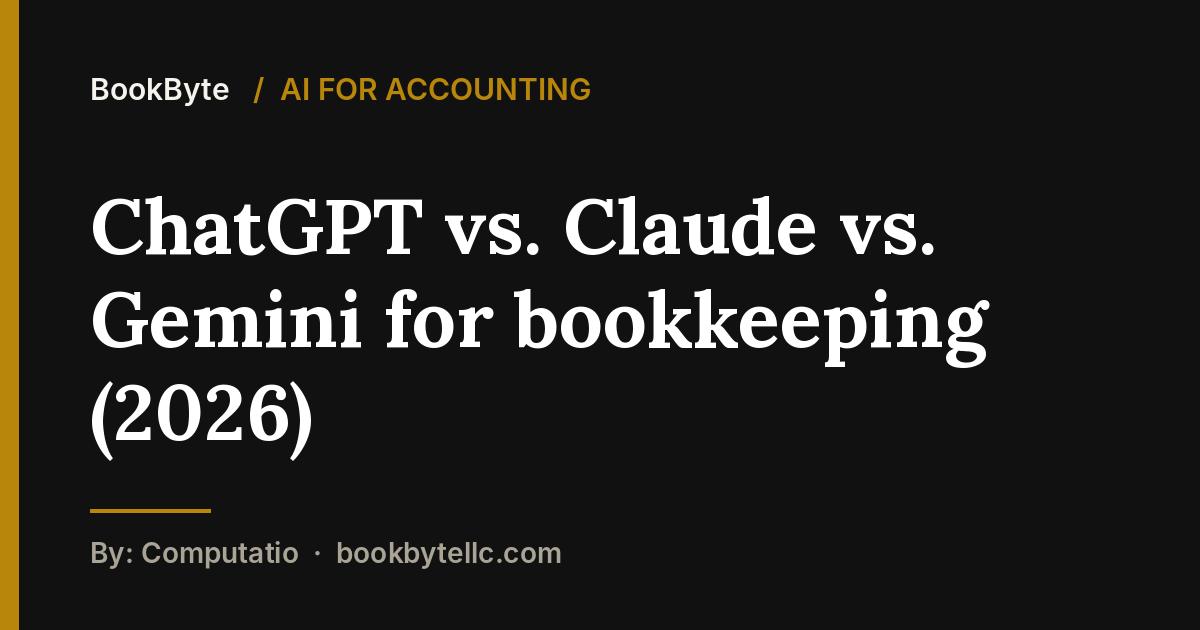 BookByte / AI FOR ACCOUNTING
ChatGPT vs. Claude vs.
Gemini for bookkeeping
(2026)
By: Computatio · bookbytellc.com